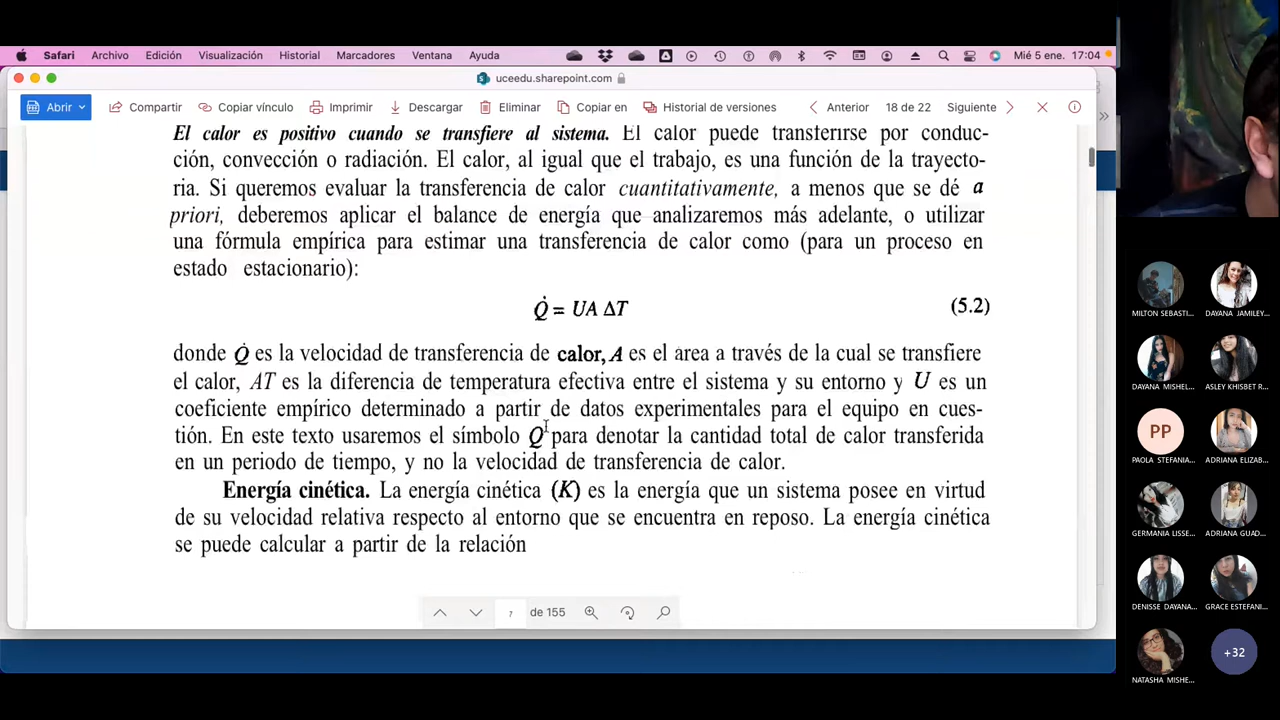 Safari Archivo Edición Visualización Historial Marcadores Ventana Ayuda Mié 5 ene. 17:04
uceedu.sharepoint.com
Abrir Compartir Copiar vínculo Imprimir Descargar Eliminar Copiar en Historial de versiones Anterior 18 de 22 Siguiente
El calor es positivo cuando se transfiere al sistema. El calor puede transferirse por conduc-
ción, convección o radiación. El calor, al igual que el trabajo, es una función de la trayecto-
ria. Si queremos evaluar la transferencia de calor cuantitativamente, a menos que se dé a
priori, deberemos aplicar el balance de energía que analizaremos más adelante, o utilizar
una fórmula empírica para estimar una transferencia de calor como (para un proceso en
estado estacionario):
Q̇ = UA ΔT (5.2)
donde Q̇ es la velocidad de transferencia de calor, A es el área a través de la cual se transfiere
el calor, AT es la diferencia de temperatura efectiva entre el sistema y su entorno y U es un
coeficiente empírico determinado a partir de datos experimentales para el equipo en cues-
tión. En este texto usaremos el símbolo Q para denotar la cantidad total de calor transferida
en un periodo de tiempo, y no la velocidad de transferencia de calor.
Energía cinética. La energía cinética (K) es la energía que un sistema posee en virtud
de su velocidad relativa respecto al entorno que se encuentra en reposo. La energía cinética
se puede calcular a partir de la relación
de 155
MILTON SEBASTI... DAYANA JAMILEY...
DAYANA MISHEL... ASLEY KHISBET R...
PP
PAOLA STEFANIA... ADRIANA ELIZAB...
GERMANIA LISSE... ADRIANA GUAD...
DENISSE DAYANA... GRACE ESTEFANI...
+32
NATASHA MISHE...